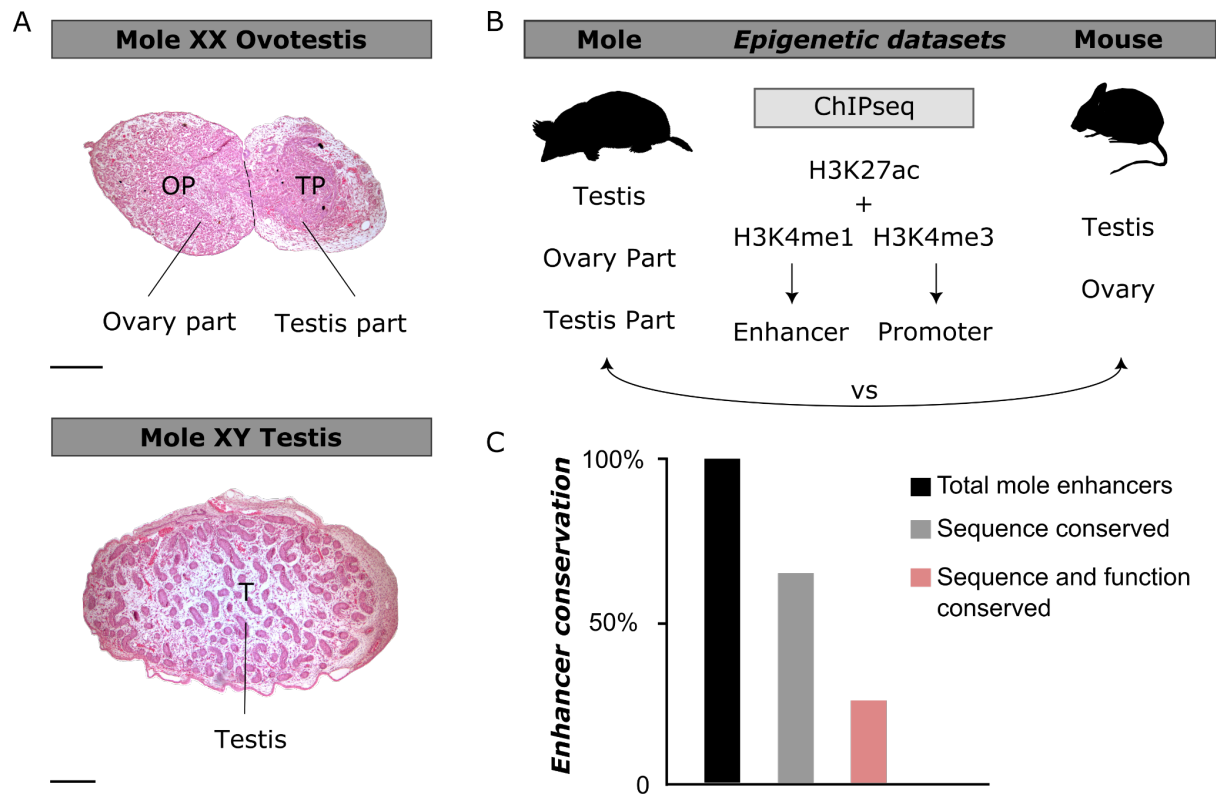 A
Mole XX Ovotestis
OP
TP
Ovary part
Testis part
Mole XY Testis
T
Testis
B
Mole
Epigenetic datasets
Mouse
ChIPseq
Testis
Ovary Part
Testis Part
H3K27ac
+
H3K4me1 H3K4me3
Enhancer Promoter
Testis
Ovary
vs
C
Enhancer conservation
100%
50%
0
Total mole enhancers
Sequence conserved
Sequence and function
conserved